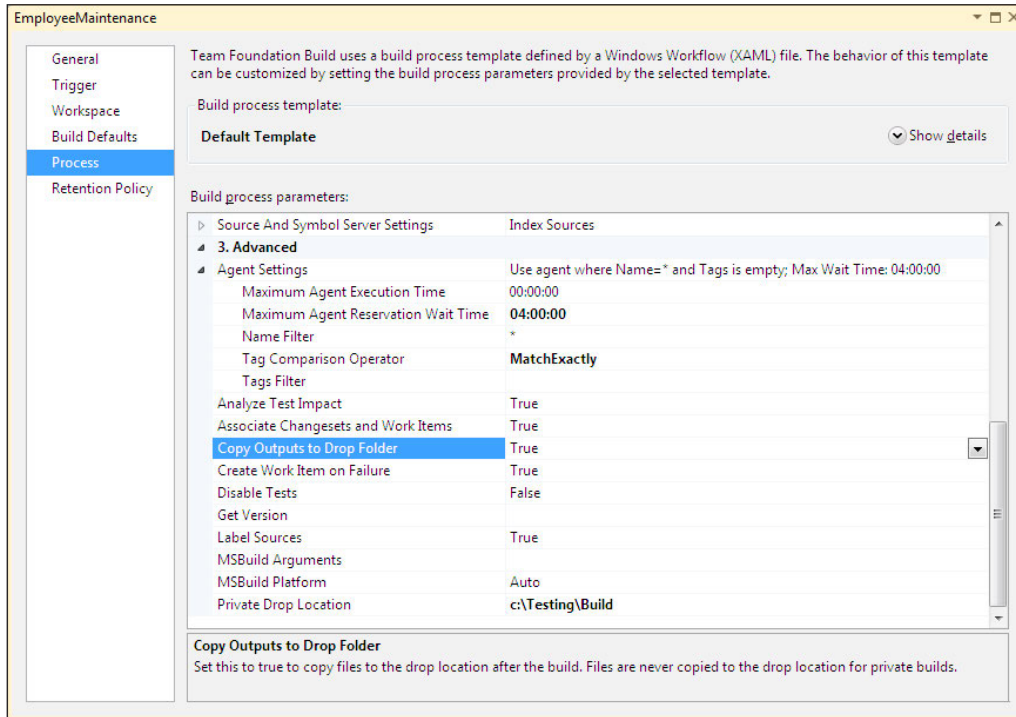 EmployeeMaintenance
General
Trigger
Workspace
Build Defaults
Process
Retention Policy
Team Foundation Build uses a build process template defined by a Windows Workflow (XAML) file. The behavior of this template
can be customized by setting the build process parameters provided by the selected template.
Build process template:
Default Template Show details
Build process parameters:
Source And Symbol Server Settings Index Sources
3. Advanced
Agent Settings Use agent where Name=* and Tags is empty; Max Wait Time: 04:00:00
Maximum Agent Execution Time 00:00:00
Maximum Agent Reservation Wait Time 04:00:00
Name Filter *
Tag Comparison Operator MatchExactly
Tags Filter
Analyze Test Impact True
Associate Changesets and Work Items True
Copy Outputs to Drop Folder True
Create Work Item on Failure True
Disable Tests False
Get Version
Label Sources True
MSBuild Arguments
MSBuild Platform Auto
Private Drop Location c:\Testing\Build
Copy Outputs to Drop Folder
Set this to true to copy files to the drop location after the build. Files are never copied to the drop location for private builds.